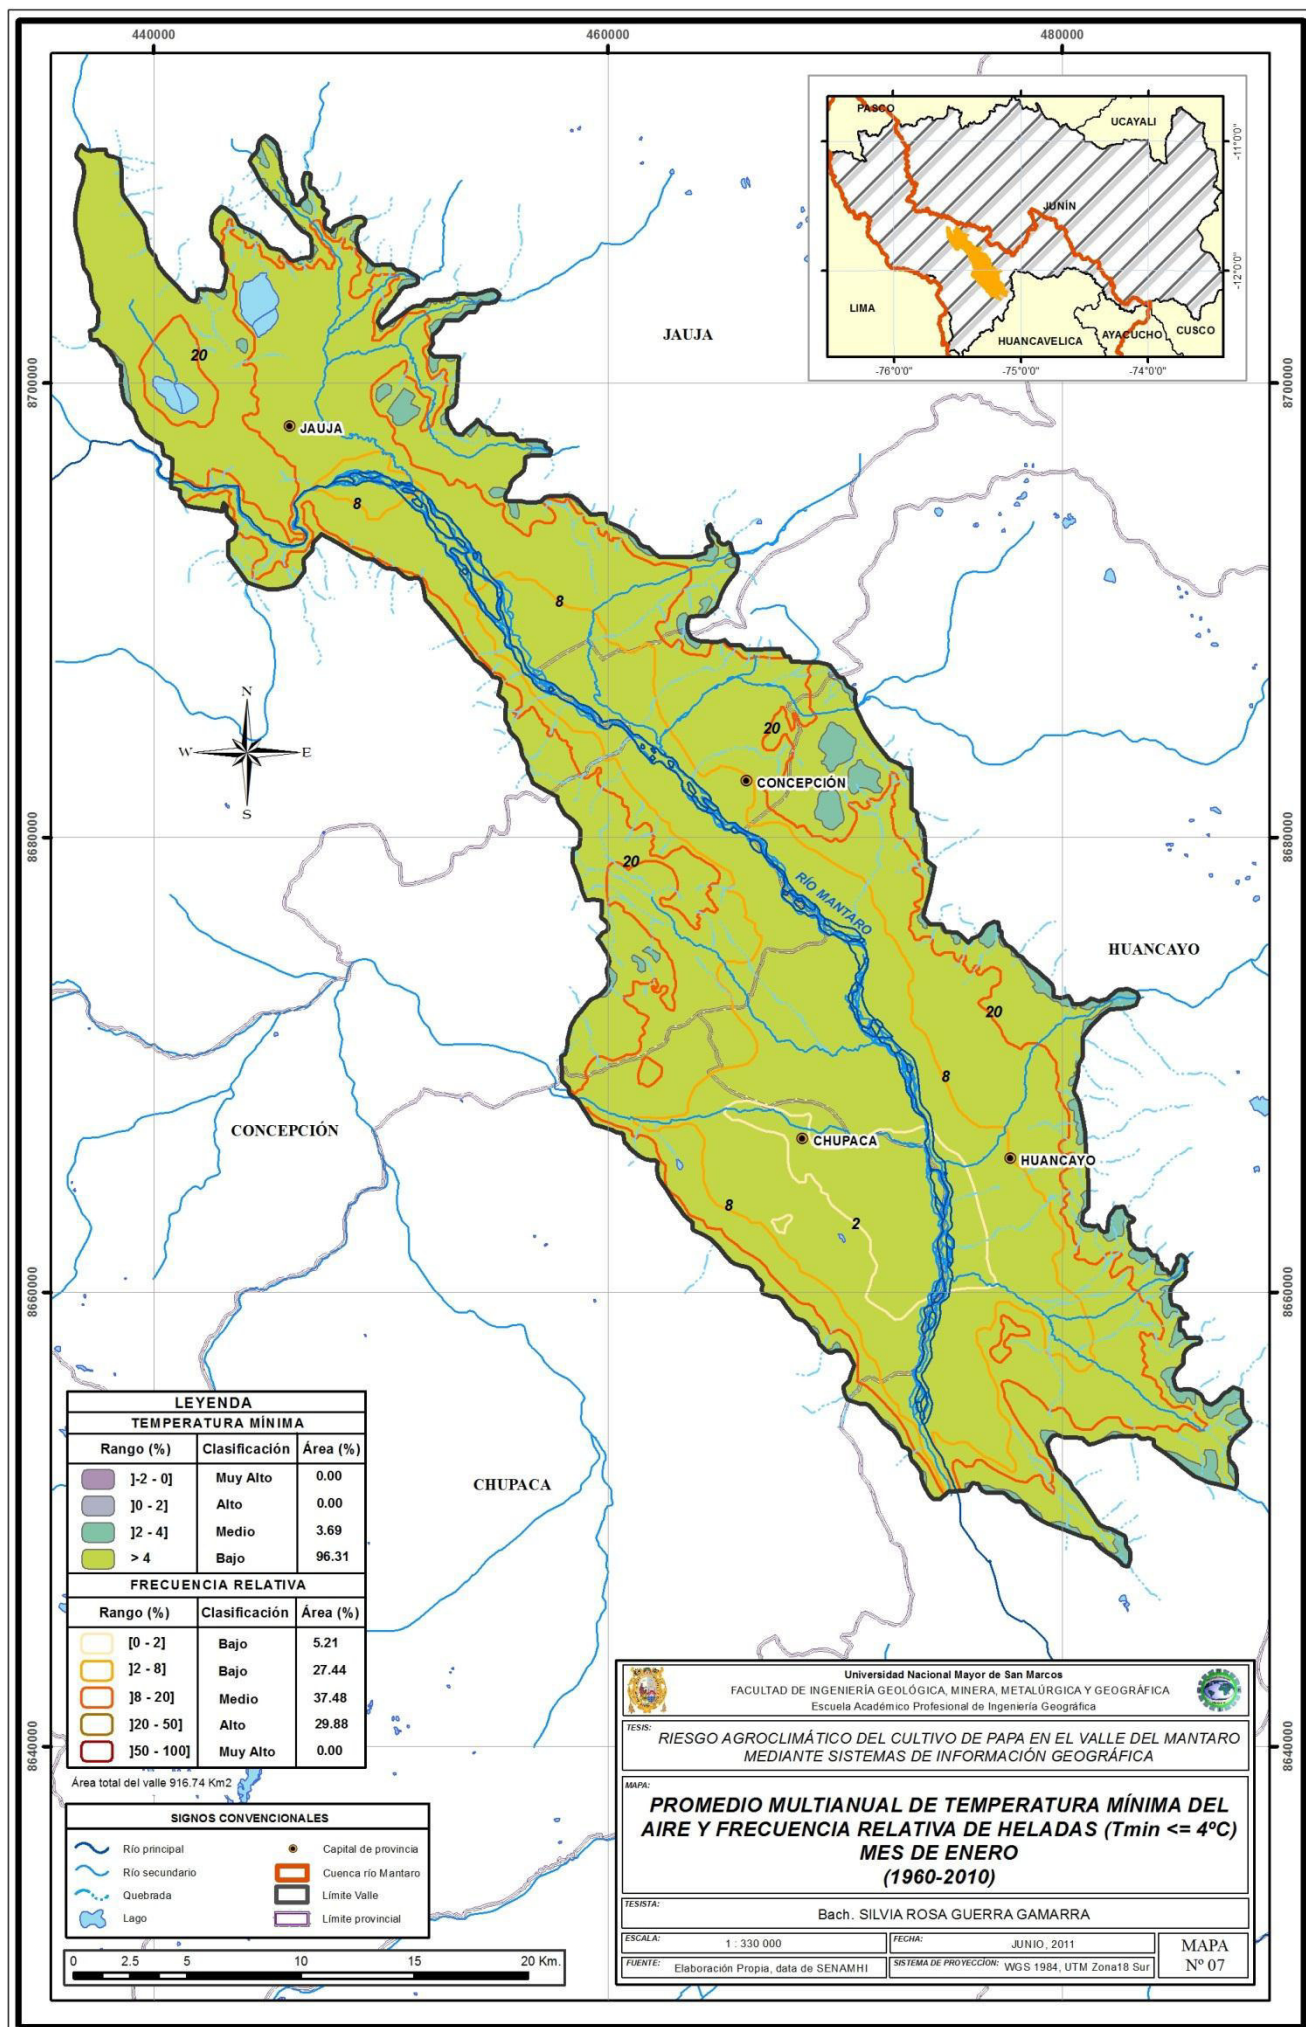 440000 460000 480000
PASCO
UCAYALI
JUNÍN
LIMA
HUANCAVELICA
AYACUCHO
CUSCO
-11°0'0"
-12°0'0"
-76°0'0" -75°0'0" -74°0'0"
8700000 8700000
JAUJA
20
JAUJA
8
8
N
W E
S
20
CONCEPCIÓN
8680000 8680000
20
RÍO MANTARO
HUANCAYO
20
8
CONCEPCIÓN
CHUPACA
HUANCAYO
8
2
8660000 8660000
CHUPACA
LEYENDA
TEMPERATURA MÍNIMA
Rango (%) Clasificación Área (%)
]-2 - 0] Muy Alto 0.00
]0 - 2] Alto 0.00
]2 - 4] Medio 3.69
> 4 Bajo 96.31
FRECUENCIA RELATIVA
Rango (%) Clasificación Área (%)
[0 - 2] Bajo 5.21
]2 - 8] Bajo 27.44
]8 - 20] Medio 37.48
]20 - 50] Alto 29.88
]50 - 100] Muy Alto 0.00
Área total del valle 916.74 Km2
8640000 8640000
SIGNOS CONVENCIONALES
Río principal Capital de provincia
Río secundario Cuenca río Mantaro
Quebrada Límite Valle
Lago Límite provincial
0 2.5 5 10 15 20 Km.
Universidad Nacional Mayor de San Marcos
FACULTAD DE INGENIERÍA GEOLÓGICA, MINERA, METALÚRGICA Y GEOGRÁFICA
Escuela Académico Profesional de Ingeniería Geográfica
TESIS: RIESGO AGROCLIMÁTICO DEL CULTIVO DE PAPA EN EL VALLE DEL MANTARO
MEDIANTE SISTEMAS DE INFORMACIÓN GEOGRÁFICA
MAPA:
PROMEDIO MULTIANUAL DE TEMPERATURA MÍNIMA DEL
AIRE Y FRECUENCIA RELATIVA DE HELADAS (Tmin <= 4ºC)
MES DE ENERO
(1960-2010)
TESISTA:
Bach. SILVIA ROSA GUERRA GAMARRA
ESCALA: 1 : 330 000 FECHA: JUNIO, 2011
FUENTE: Elaboración Propia, data de SENAMHI SISTEMA DE PROYECCIÓN: WGS 1984, UTM Zona18 Sur
MAPA
Nº 07